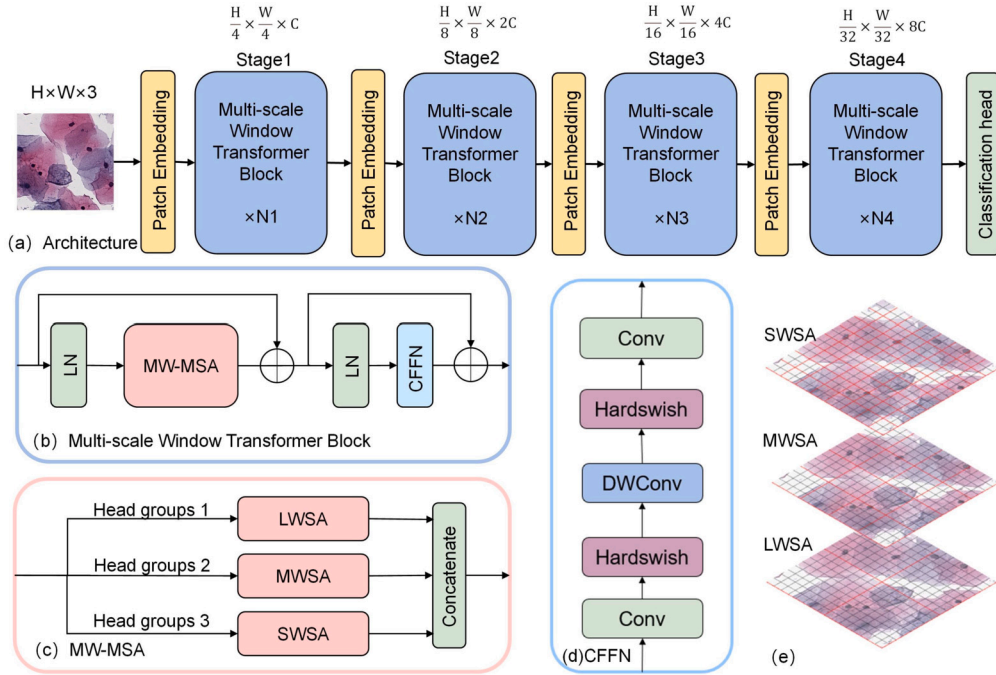 H/4 × W/4 × C
H/8 × W/8 × 2C
H/16 × W/16 × 4C
H/32 × W/32 × 8C
Stage1
Stage2
Stage3
Stage4
H×W×3
Patch Embedding
Multi-scale
Window
Transformer
Block
×N1
Patch Embedding
Multi-scale
Window
Transformer
Block
×N2
Patch Embedding
Multi-scale
Window
Transformer
Block
×N3
Patch Embedding
Multi-scale
Window
Transformer
Block
×N4
Classification head
(a) Architecture
LN
MW-MSA
LN
CFFN
(b) Multi-scale Window Transformer Block
Head groups 1
LWSA
Head groups 2
MWSA
Head groups 3
SWSA
Concatenate
(c) MW-MSA
Conv
Hardswish
DWConv
Hardswish
Conv
(d)CFFN
SWSA
MWSA
LWSA
(e)